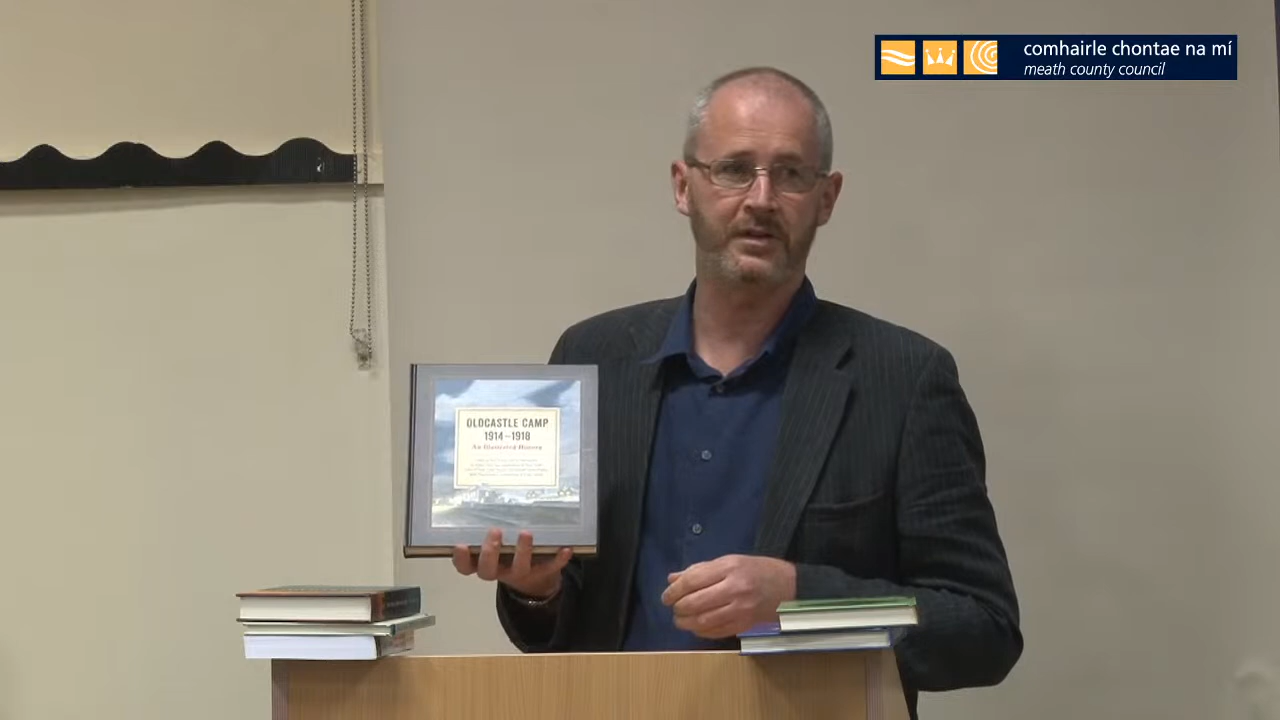 comhairle chontae na mí
meath county council
OLDCASTLE CAMP
1914–1918
An Illustrated History